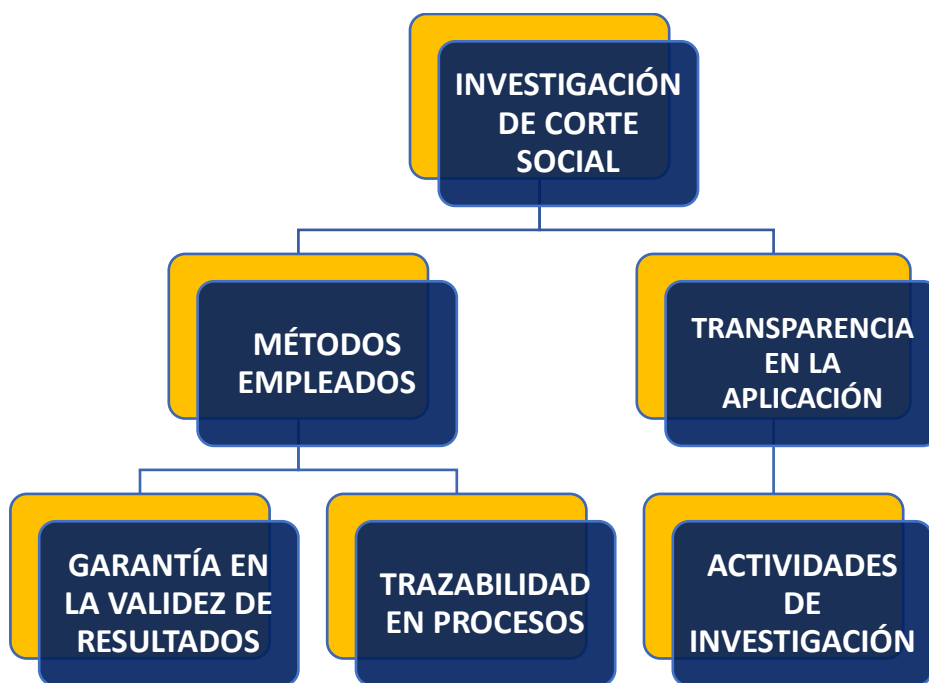 INVESTIGACIÓN
DE CORTE
SOCIAL
MÉTODOS
EMPLEADOS
TRANSPARENCIA
EN LA
APLICACIÓN
GARANTÍA EN
LA VALIDEZ DE
RESULTADOS
TRAZABILIDAD
EN PROCESOS
ACTIVIDADES
DE
INVESTIGACIÓN